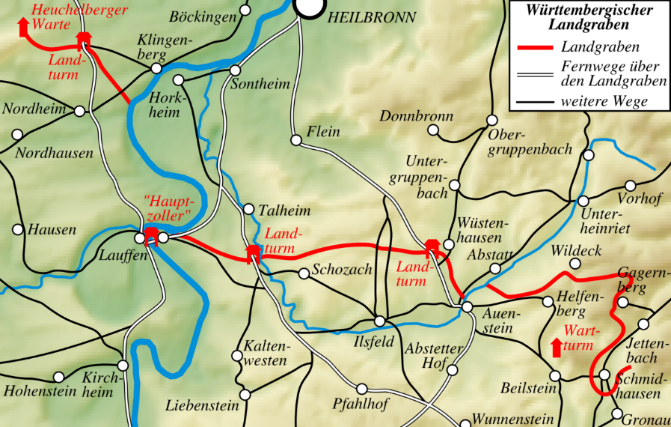 Heuchelberger
Warte
Böckingen
HEILBRONN
Württembergischer
Landgraben
Landgraben
Fernwege über
den Landgraben
weitere Wege
Klingen-
berg
Land-
turm
Sontheim
Hork-
heim
Nordheim
Nordhausen
Flein
Donnbronn
Ober-
gruppenbach
Unter-
gruppen-
bach
Vorhof
"Haupt-
zoller"
Talheim
Hausen
Lauffen
Land-
turm
Wüsten-
hausen
Unter-
heinriet
Abstatt
Wildeck
Land-
turm
Schozach
Gagern-
berg
Helfen-
berg
Auen-
stein
Wart-
turm
Ilsfeld
Kalten-
westen
Abstetter
Hof
Jetten-
bach
Kirch-
heim
Hohenstein
Beilstein
Schmid-
hausen
Liebenstein
Pfahlhof
Wunnenstein
Gronau